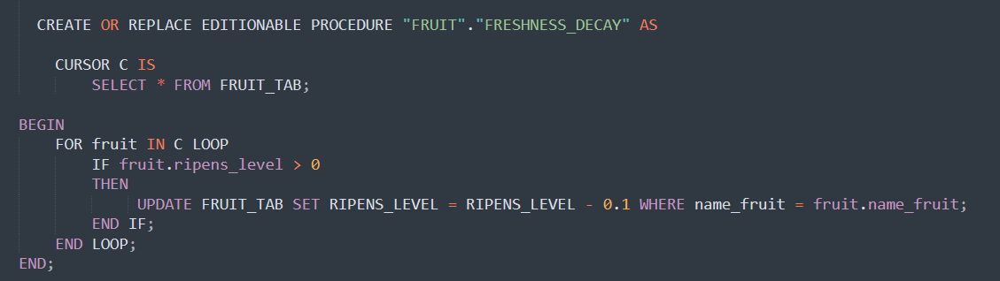 CREATE OR REPLACE EDITIONABLE PROCEDURE "FRUIT"."FRESHNESS_DECAY" AS
CURSOR C IS
SELECT * FROM FRUIT_TAB;
BEGIN
FOR fruit IN C LOOP
IF fruit.ripens_level > 0
THEN
UPDATE FRUIT_TAB SET RIPENS_LEVEL = RIPENS_LEVEL - 0.1 WHERE name_fruit = fruit.name_fruit;
END IF;
END LOOP;
END;